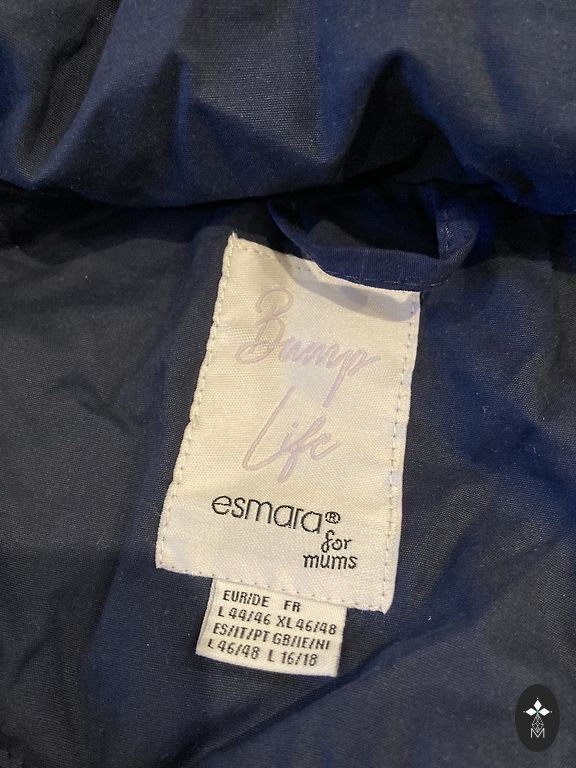 Bump
Life
esmara®
for
mums
EUR/DE FR
L 44/46 XL 46/48
ES/IT/PT GB/IE/NI
L 46/48 L 16/18
M